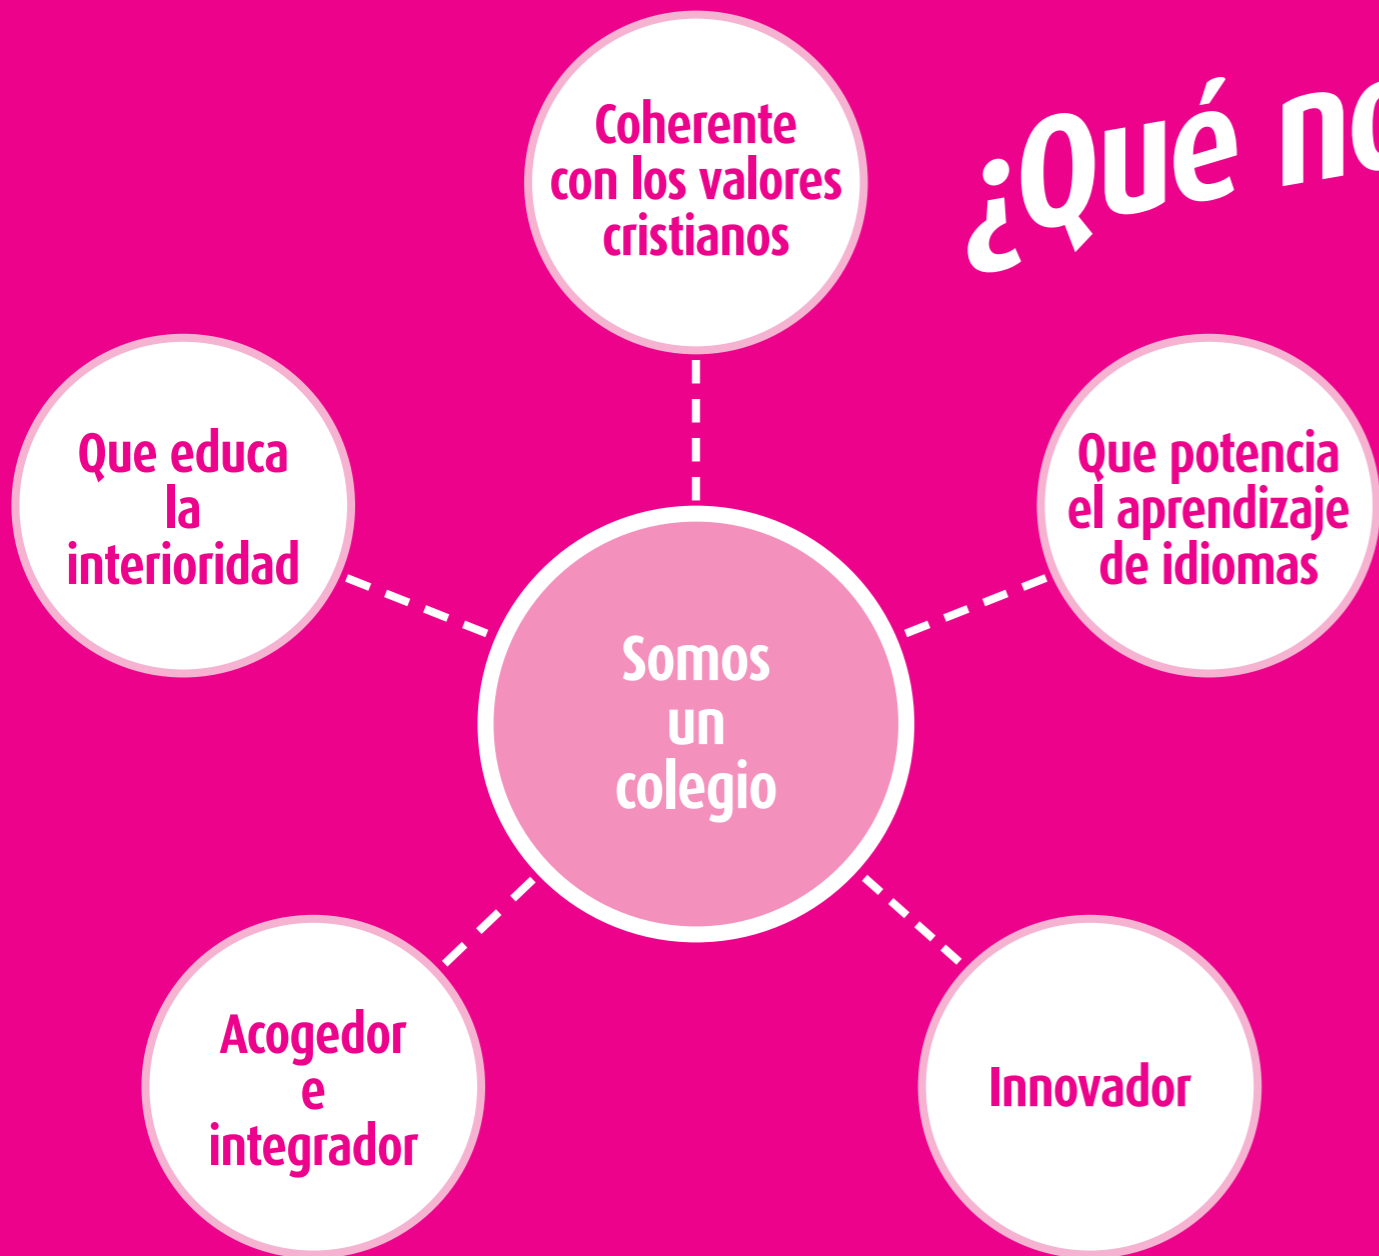 ¿Qué
Coherente
con los valores
cristianos
Que educa
la
interioridad
Que potencia
el aprendizaje
de idiomas
Somos
un
colegio
Acogedor
e
integrador
Innovador